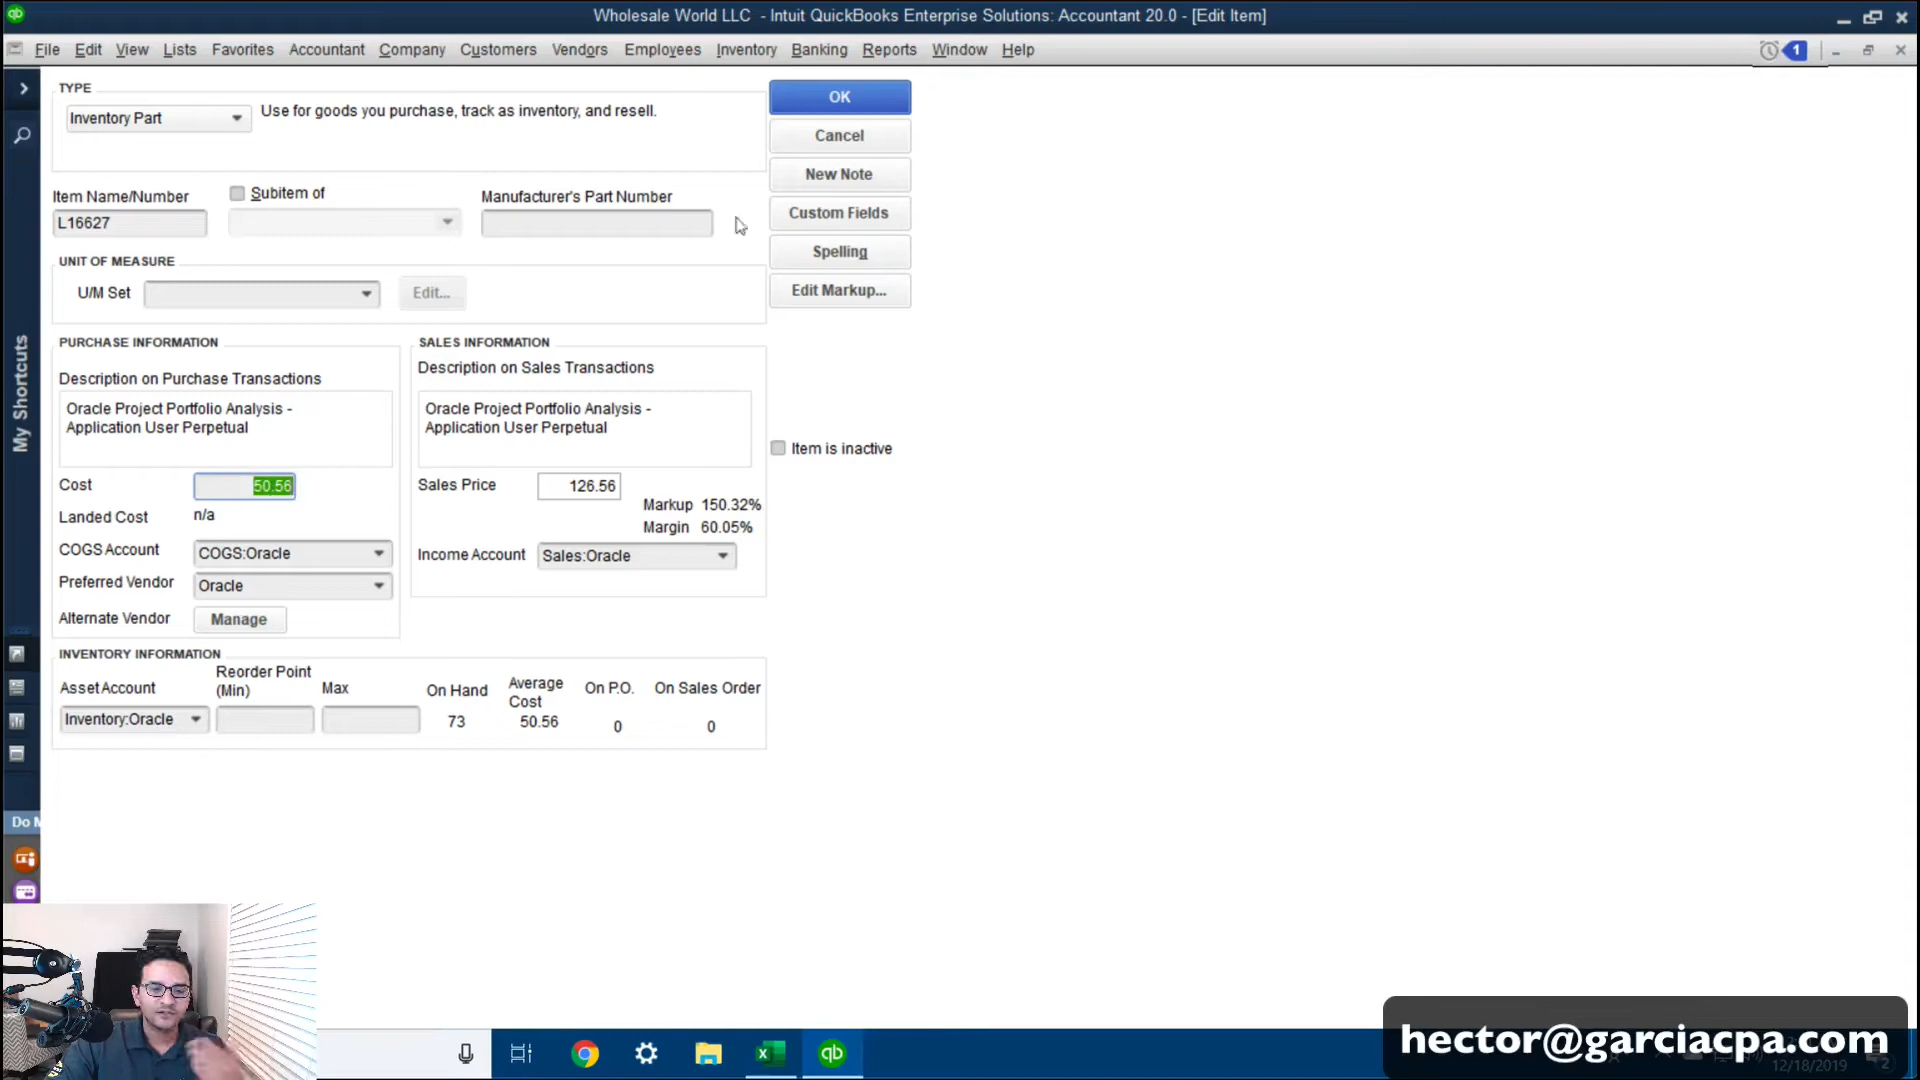 Wholesale World LLC - Intuit QuickBooks Enterprise Solutions: Accountant 20.0 - [Edit Item]
File Edit View Lists Favorites Accountant Company Customers Vendors Employees Inventory Banking Reports Window Help
1
TYPE
Inventory Part
Use for goods you purchase, track as inventory, and resell.
OK
Cancel
New Note
Custom Fields
Spelling
Edit Markup...
Item Name/Number
Subitem of
Manufacturer's Part Number
L16627
UNIT OF MEASURE
U/M Set
Edit...
My Shortcuts
PURCHASE INFORMATION
Description on Purchase Transactions
Oracle Project Portfolio Analysis -
Application User Perpetual
Cost 50.56
Landed Cost n/a
COGS Account COGS:Oracle
Preferred Vendor Oracle
Alternate Vendor Manage
SALES INFORMATION
Description on Sales Transactions
Oracle Project Portfolio Analysis -
Application User Perpetual
Sales Price 126.56
Markup 150.32%
Margin 60.05%
Income Account Sales:Oracle
Item is inactive
INVENTORY INFORMATION
Asset Account
Reorder Point
(Min)
Max
On Hand
Average
Cost
On P.O.
On Sales Order
Inventory:Oracle
73
50.56
0
0
Do M
qb
hector@garciacpa.com
12/18/2019
2